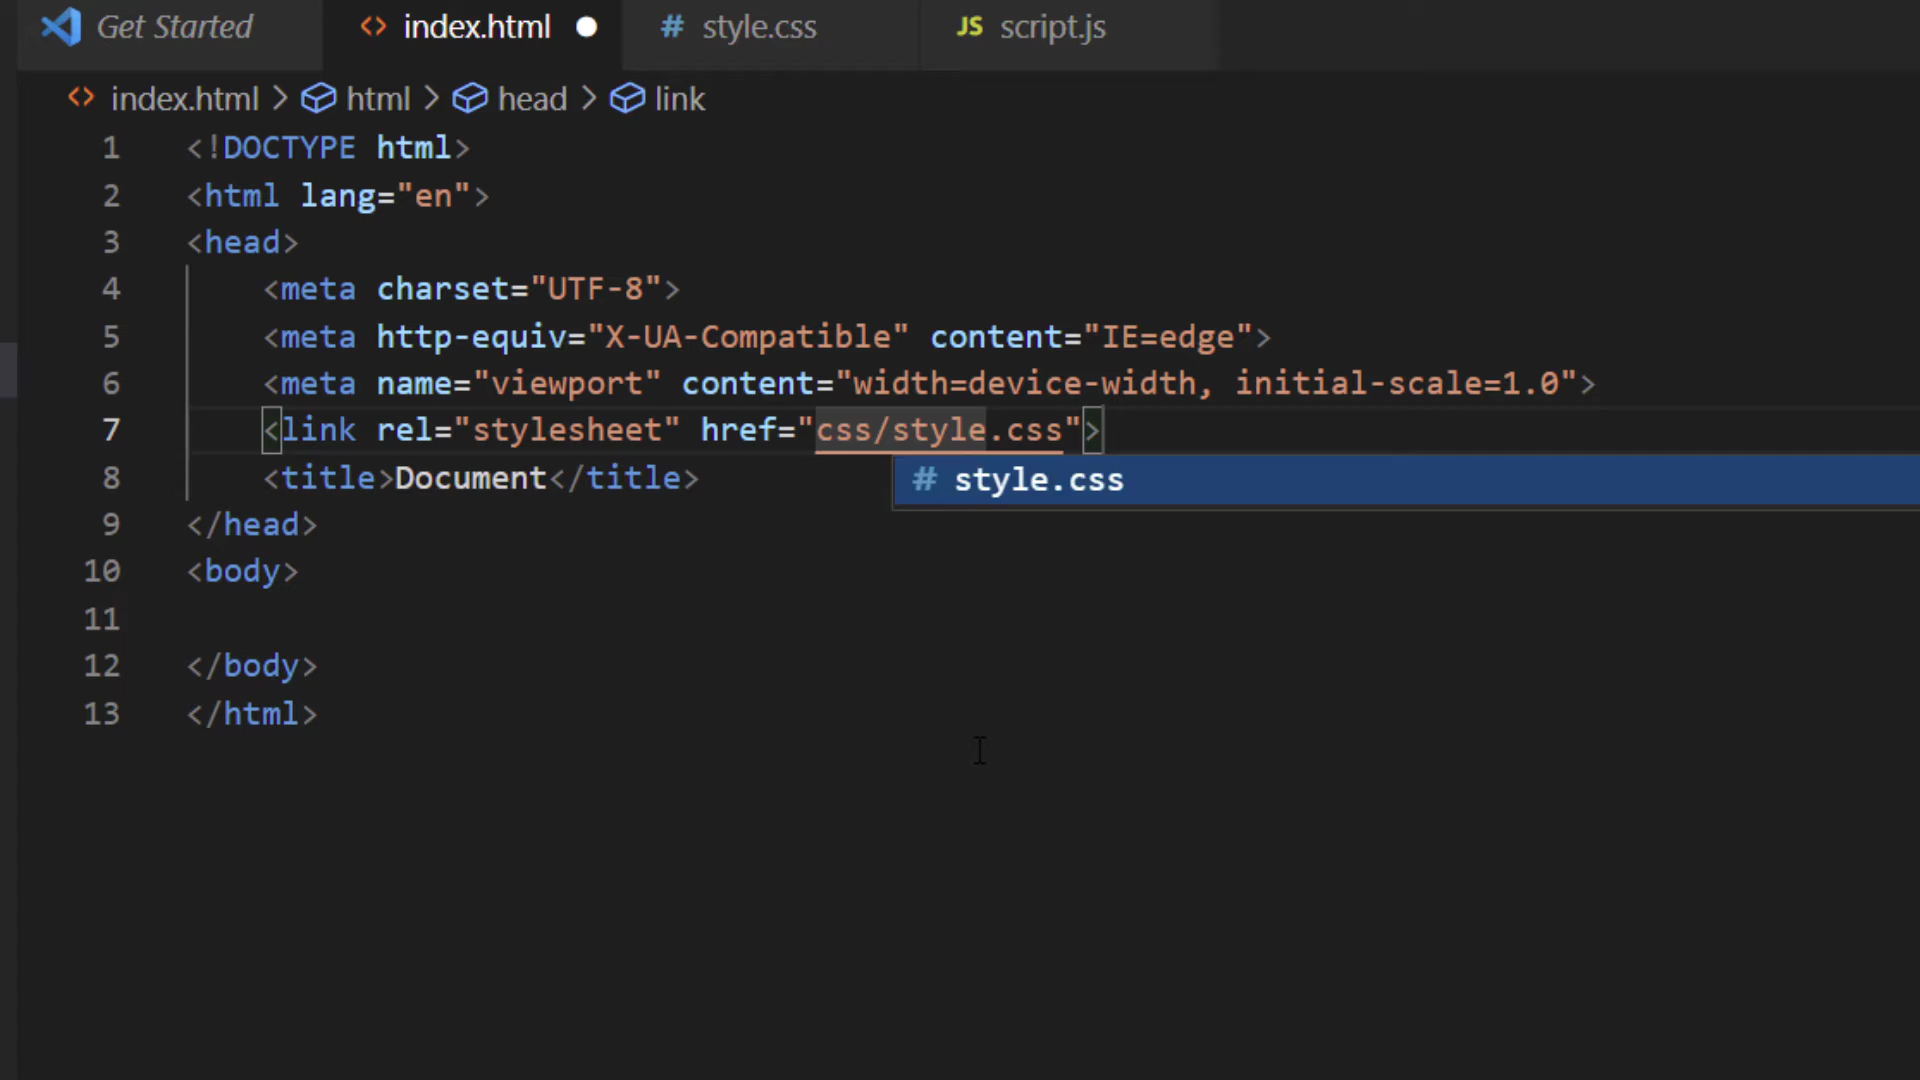 Get Started <> index.html # style.css JS script.js
<> index.html > html > head > link
1 <!DOCTYPE html>
2 <html lang="en">
3 <head>
4 <meta charset="UTF-8">
5 <meta http-equiv="X-UA-Compatible" content="IE=edge">
6 <meta name="viewport" content="width=device-width, initial-scale=1.0">
7 <link rel="stylesheet" href="css/style.css">
8 <title>Document</title>
# style.css
9 </head>
10 <body>
11
12 </body>
13 </html>